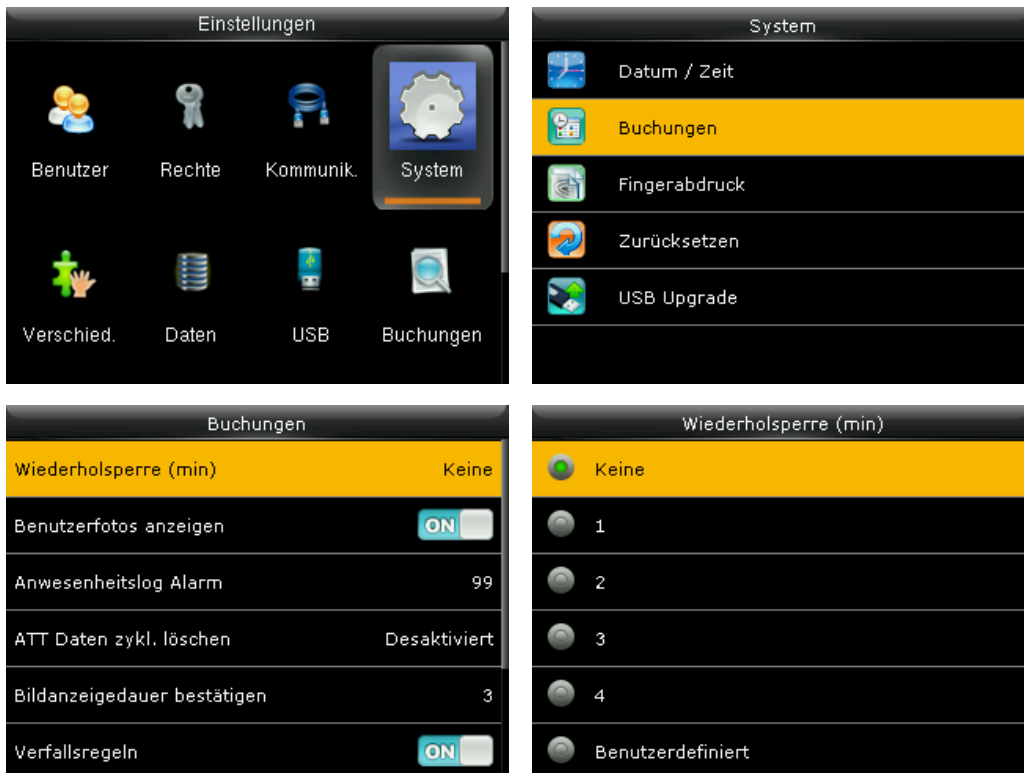 Einstellungen
Benutzer Rechte Kommunik. System
Verschied. Daten USB Buchungen
System
Datum / Zeit
Buchungen
Fingerabdruck
Zurücksetzen
USB Upgrade
Buchungen
Wiederholsperre (min) Keine
Benutzerfotos anzeigen ON
Anwesenheitslog Alarm 99
ATT Daten zykl. löschen Desaktiviert
Bildanzeigedauer bestätigen 3
Verfallsregeln ON
Wiederholsperre (min)
Keine
1
2
3
4
Benutzerdefiniert